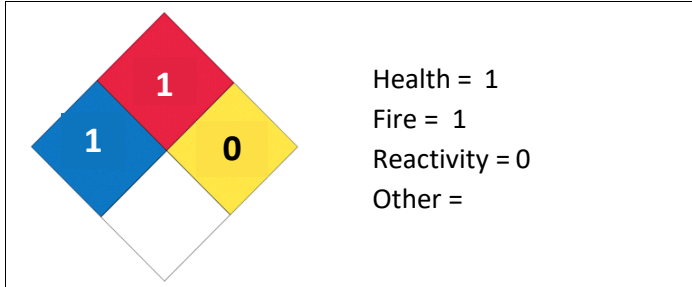 1
1
0
Health = 1
Fire = 1
Reactivity = 0
Other =